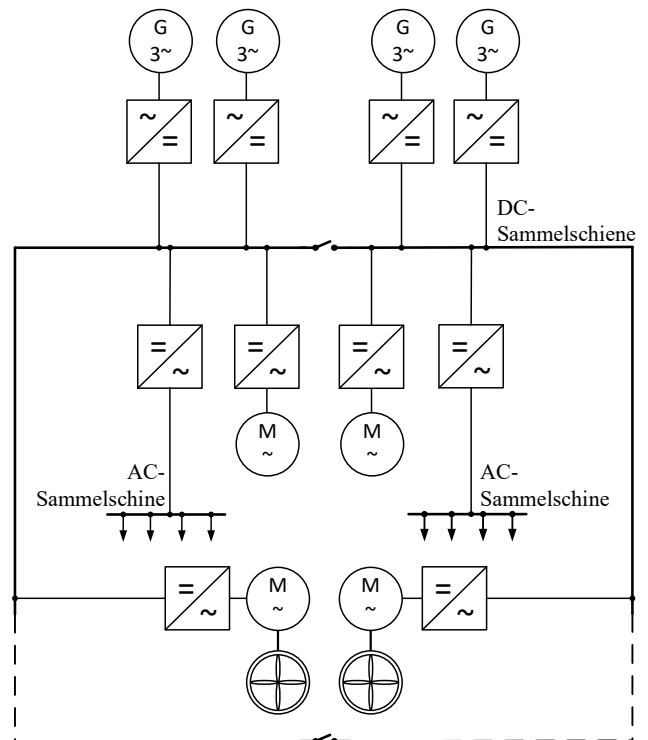 G
3~
G
3~
G
3~
G
3~
~
=
~
=
~
=
~
=
DC-
Sammelschiene
=
~
=
~
=
~
=
~
M
~
M
~
AC-
Sammelschine
AC-
Sammelschine
=
~
M
~
M
~
=
~